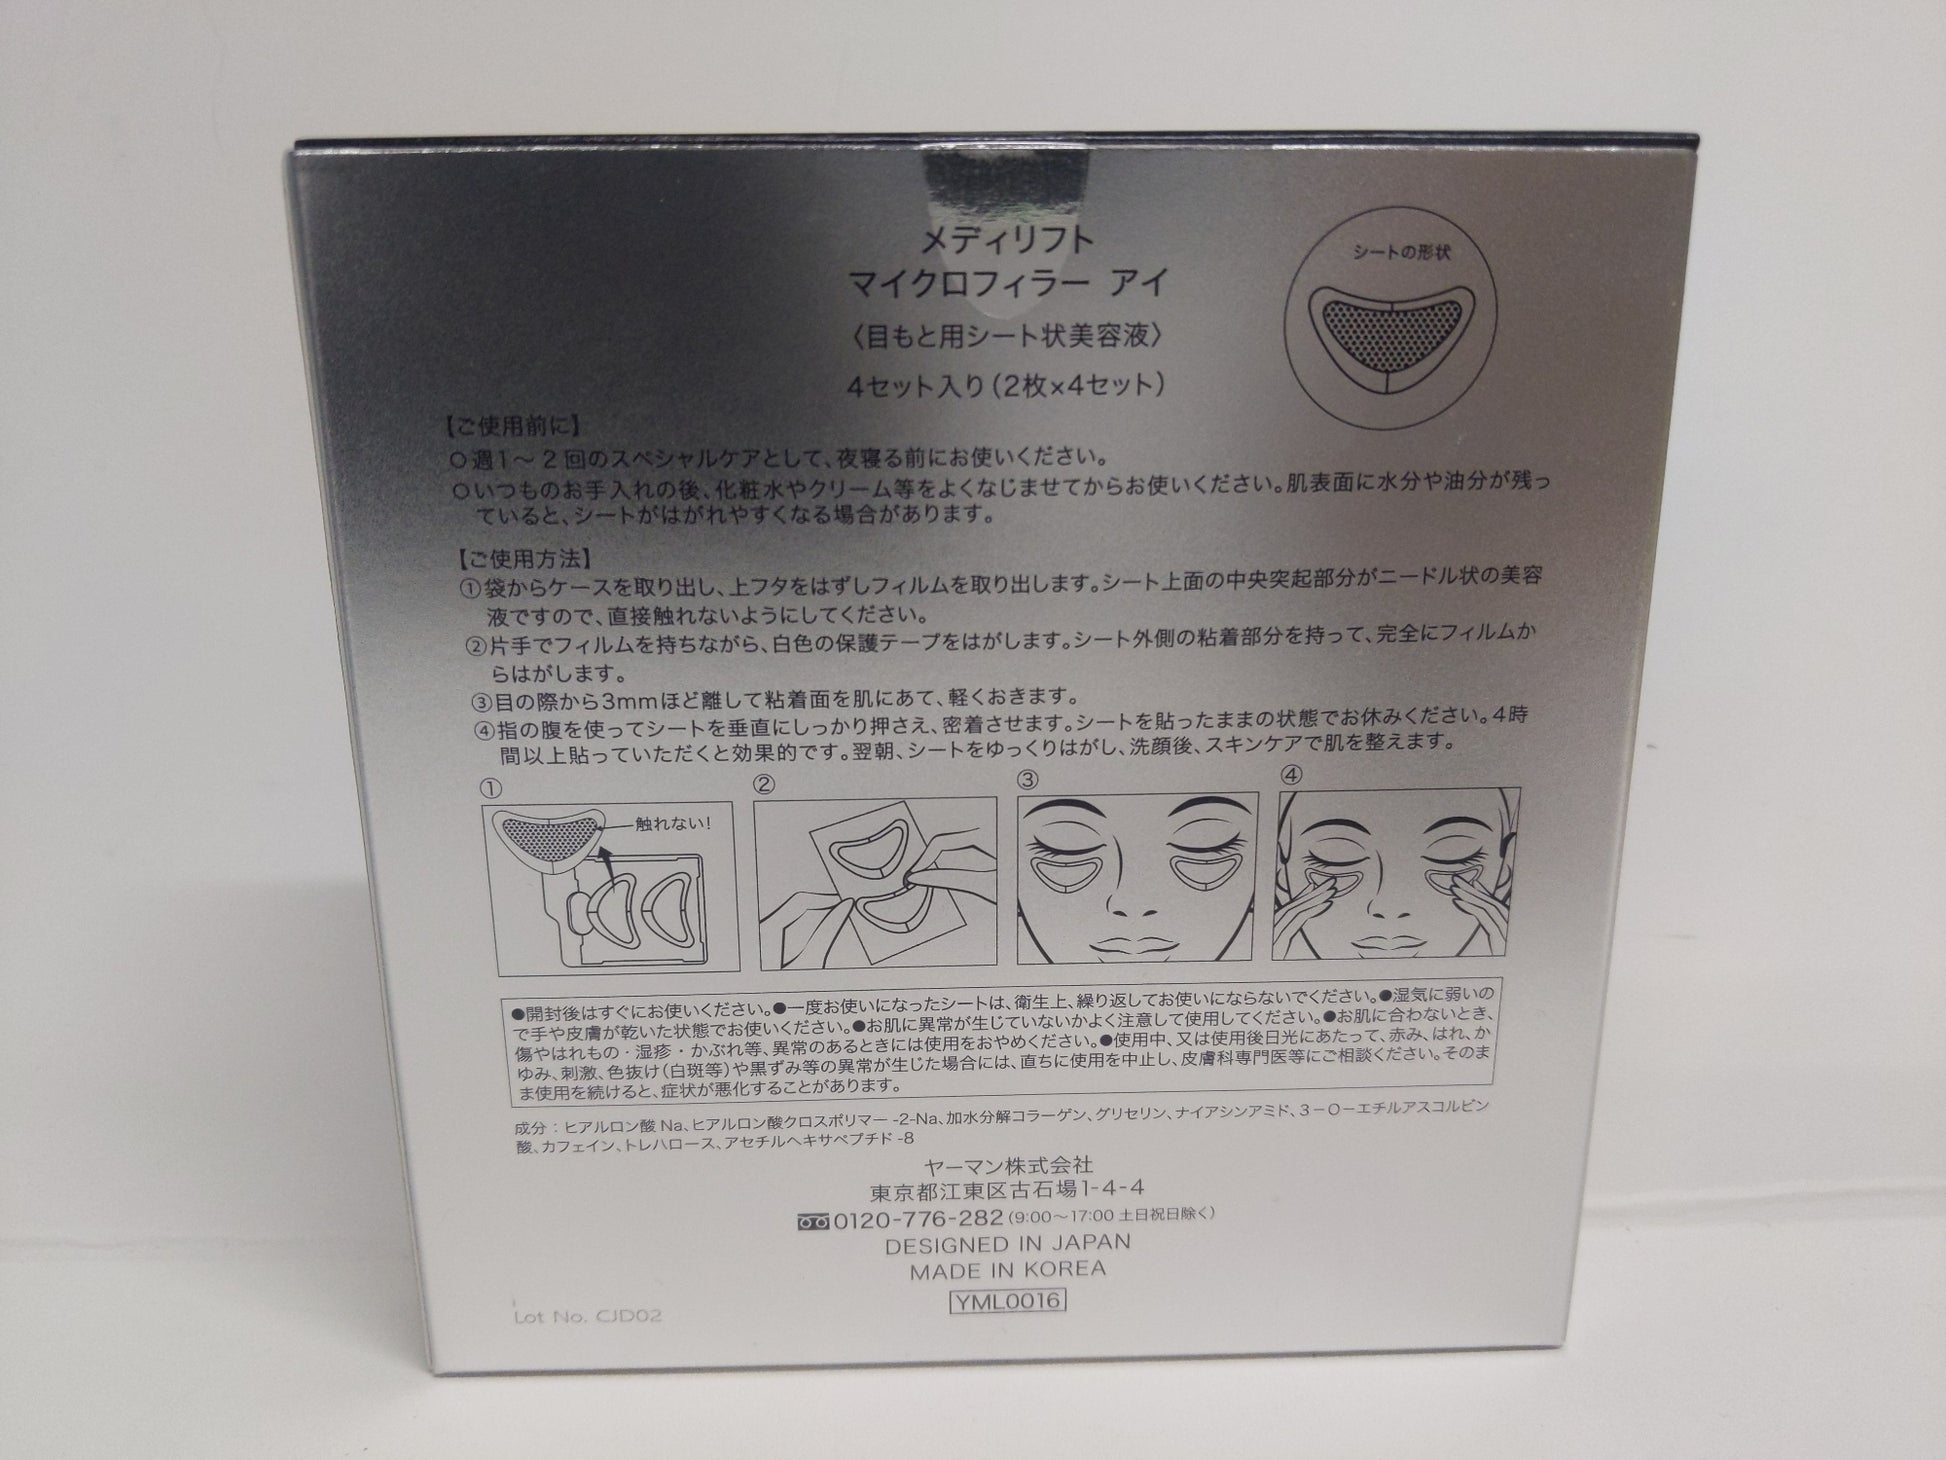 メディリフト
マイクロフィラー アイ
〈目もと用シート状美容液〉
4セット入り(2枚×4セット)
シートの形状
【ご使用前に】
○週1～2回のスペシャルケアとして、夜寝る前にお使いください。
○いつものお手入れの後、化粧水やクリーム等をよくなじませてからお使いください。肌表面に水分や油分が残っ
ていると、シートがはがれやすくなる場合があります。
【ご使用方法】
①袋からケースを取り出し、上フタをはずしフィルムを取り出します。シート上面の中央突起部分がニードル状の美容
液ですので、直接触れないようにしてください。
②片手でフィルムを持ちながら、白色の保護テープをはがします。シート外側の粘着部分を持って、完全にフィルムか
らはがします。
③目の際から3mmほど離して粘着面を肌にあて、軽くおきます。
④指の腹を使ってシートを垂直にしっかり押さえ、密着させます。シートを貼ったままの状態でお休みください。4時
間以上貼っていただくと効果的です。翌朝、シートをゆっくりはがし、洗顔後、スキンケアで肌を整えます。
① ② ③ ④
触れない!
●開封後はすぐにお使いください。●一度お使いになったシートは、衛生上、繰り返してお使いにならないでください。●湿気に弱いの
で手や皮膚が乾いた状態でお使いください。●お肌に異常が生じていないかよく注意して使用してください。●お肌に合わないとき、
傷やはれもの・湿疹・かぶれ等、異常のあるときには使用をおやめください。●使用中、又は使用後日光にあたって、赤み、はれ、か
ゆみ、刺激、色抜け(白斑等)や黒ずみ等の異常が生じた場合には、直ちに使用を中止し、皮膚科専門医等にご相談ください。そのま
ま使用を続けると、症状が悪化することがあります。
成分：ヒアルロン酸 Na、ヒアルロン酸クロスポリマー -2-Na、加水分解コラーゲン、グリセリン、ナイアシンアミド、3－O－エチルアスコルビン
酸、カフェイン、トレハロース、アセチルヘキサペプチド -8
ヤーマン株式会社
東京都江東区古石場1-4-4
0120-776-282(9:00～17:00 土日祝日除く)
DESIGNED IN JAPAN
MADE IN KOREA
YML0016
Lot No. CJD02